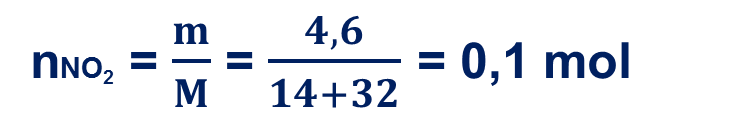 nNO₂ = m/M = 4,6/14+32 = 0,1 mol